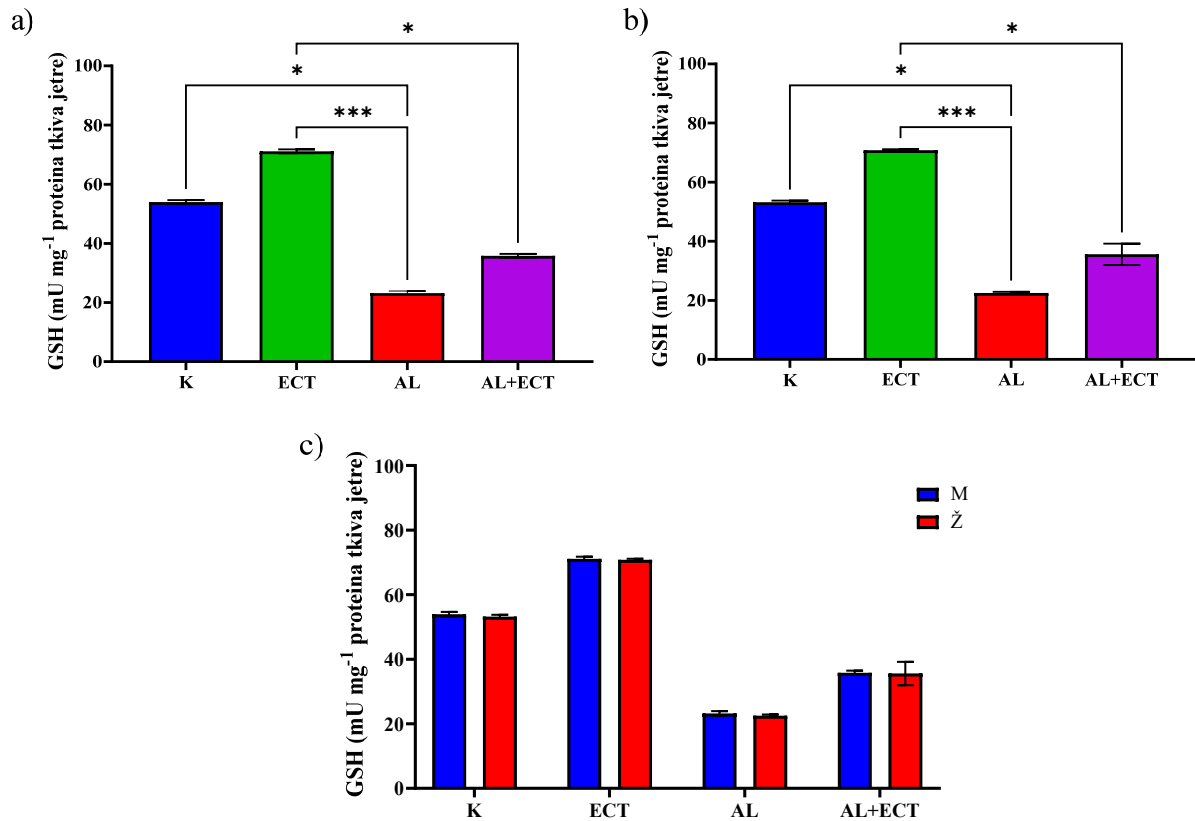 a)
*
*
***
GSH (mU mg⁻¹ proteina tkiva jetre)
100
80
60
40
20
0
K ECT AL AL+ECT
b)
*
*
***
GSH (mU mg⁻¹ proteina tkiva jetre)
100
80
60
40
20
0
K ECT AL AL+ECT
c)
GSH (mU mg⁻¹ proteina tkiva jetre)
100
80
60
40
20
0
K ECT AL AL+ECT
M
Ž